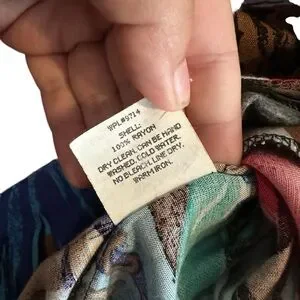 WPL#9714
SHELL:
100% RAYON
DRY CLEAN. CAN BE HAND
WASHED. COLD WATER.
NO BLEACH. LINE DRY.
WARM IRON.